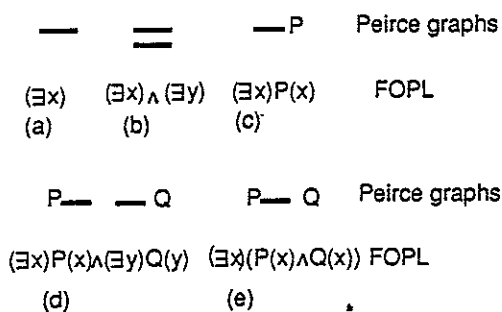 P Peirce graphs
(∃x) (∃x) ∧ (∃y) (∃x)P(x) FOPL
(a) (b) (c)
P Q P Q Peirce graphs
(∃x)P(x)∧(∃y)Q(y) (∃x)(P(x)∧Q(x)) FOPL
(d) (e)